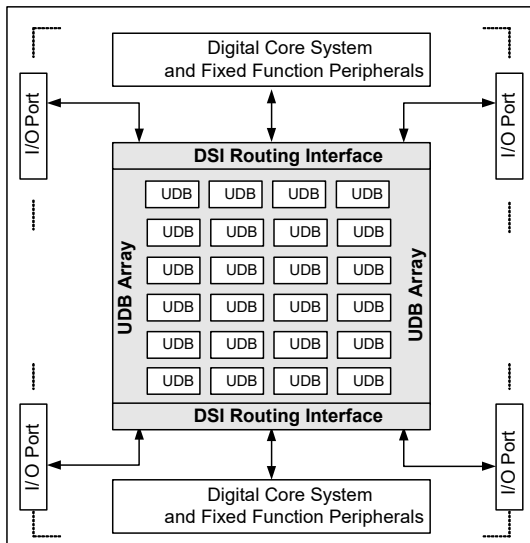 Digital Core System
and Fixed Function Peripherals
I/O Port
I/O Port
DSI Routing Interface
UDB UDB UDB UDB
UDB UDB UDB UDB
UDB UDB UDB UDB
UDB Array
UDB Array
UDB UDB UDB UDB
UDB UDB UDB UDB
UDB UDB UDB UDB
DSI Routing Interface
I/O Port
I/O Port
Digital Core System
and Fixed Function Peripherals